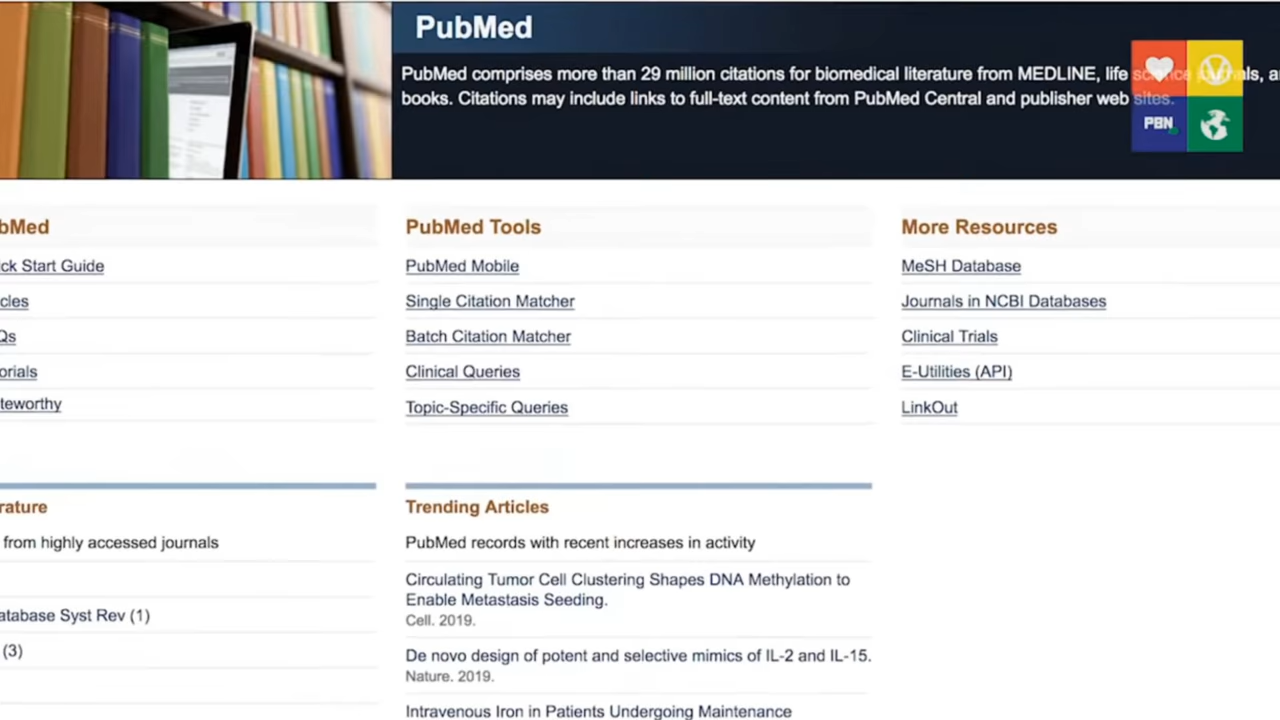 PubMed
PubMed comprises more than 29 million citations for biomedical literature from MEDLINE, life science journals, a
books. Citations may include links to full-text content from PubMed Central and publisher web sites.
PBN
bMed
ck Start Guide
cles
Qs
orials
teworthy
PubMed Tools
PubMed Mobile
Single Citation Matcher
Batch Citation Matcher
Clinical Queries
Topic-Specific Queries
More Resources
MeSH Database
Journals in NCBI Databases
Clinical Trials
E-Utilities (API)
LinkOut
rature
from highly accessed journals
atabase Syst Rev (1)
(3)
Trending Articles
PubMed records with recent increases in activity
Circulating Tumor Cell Clustering Shapes DNA Methylation to
Enable Metastasis Seeding.
Cell. 2019.
De novo design of potent and selective mimics of IL-2 and IL-15.
Nature. 2019.
Intravenous Iron in Patients Undergoing Maintenance